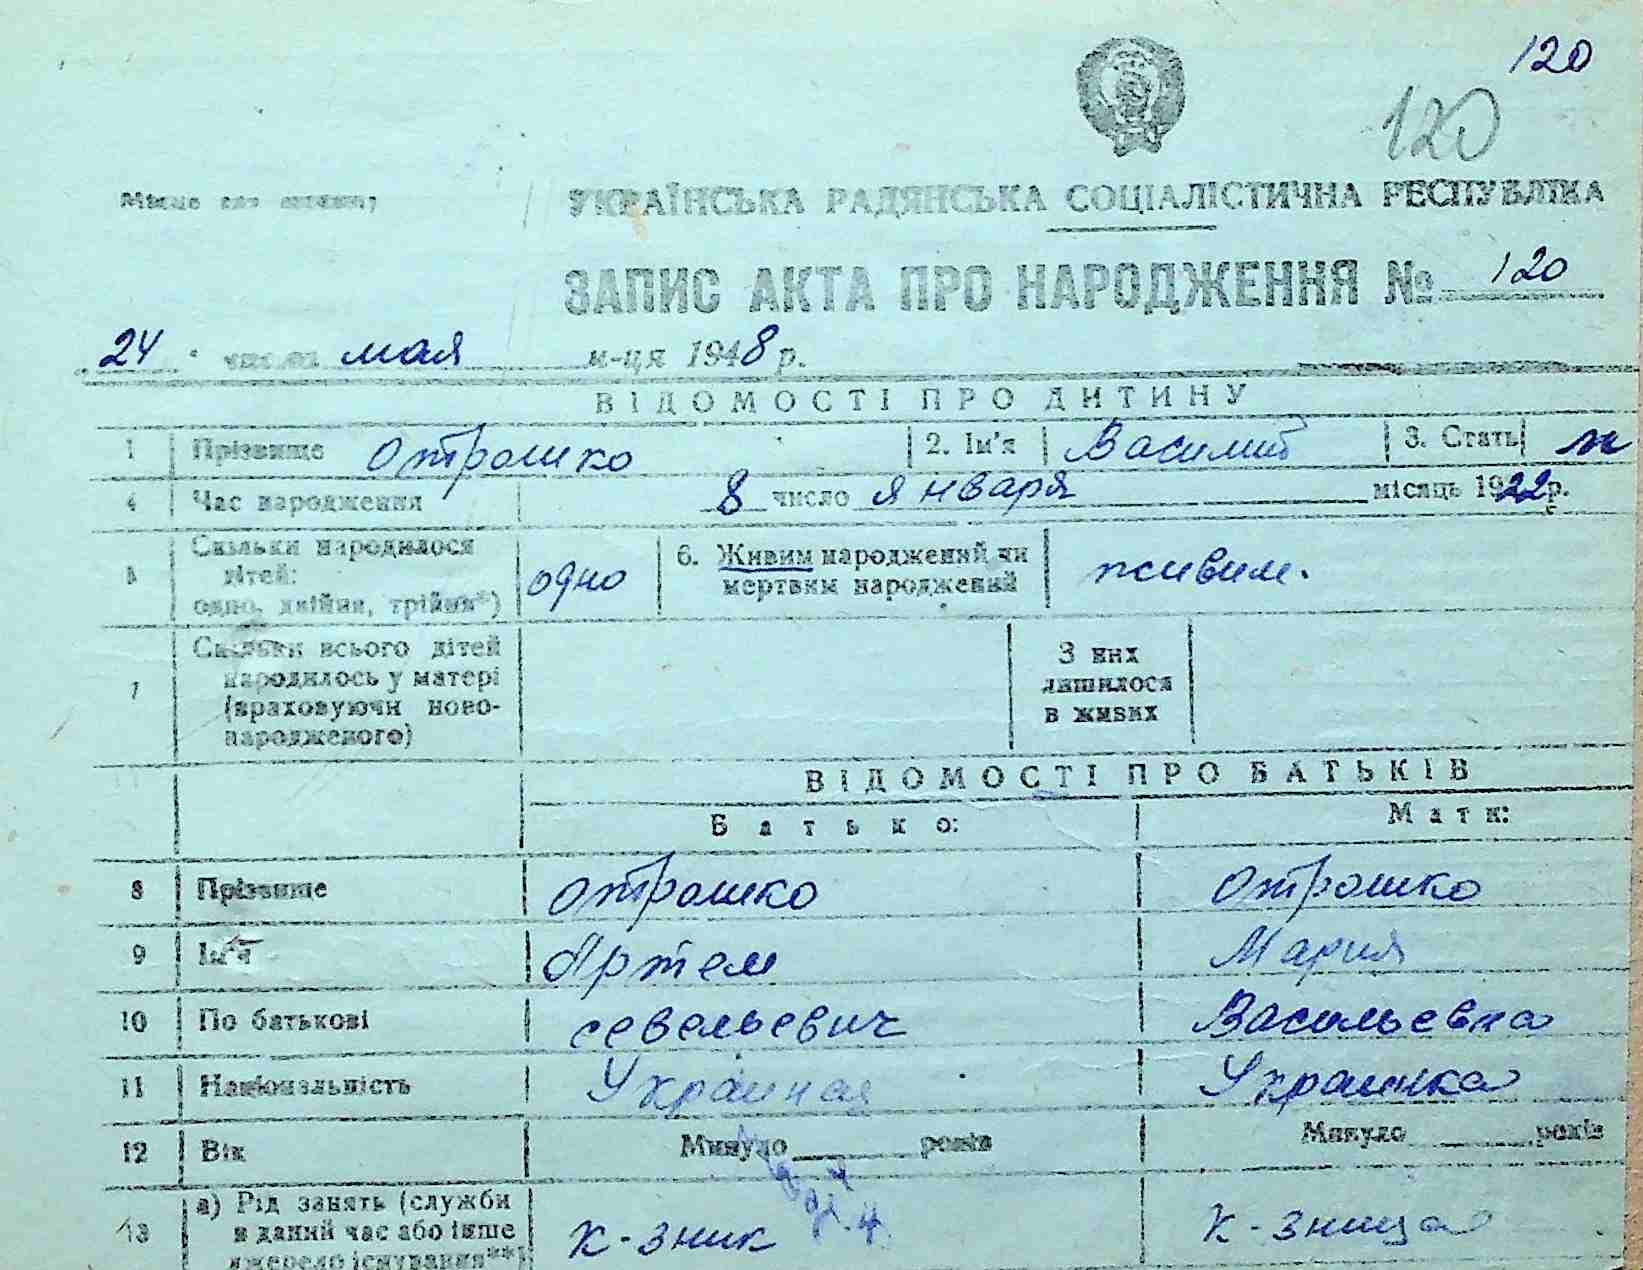 120
120
Місце для штампу
УКРАЇНСЬКА РАДЯНСЬКА СОЦІАЛІСТИЧНА РЕСПУБЛІКА
ЗАПИС АКТА ПРО НАРОДЖЕННЯ № 120
24 числа мая м-ця 1948 р.
ВІДОМОСТІ ПРО ДИТИНУ
1 Прізвище Отрошко 2. Ім'я Василий 3. Стать м
4 Час народження 8 число января місяць 1922 р.
5 Скільки народилося дітей: одно, двійня, трійня*) одно 6. Живим народжений чи мертвим народжений живим.
7 Скільки всього дітей народилось у матері (враховуючи новонародженого) З них лишилося в живих
ВІДОМОСТІ ПРО БАТЬКІВ
Батько: Мати:
8 Прізвище Отрошко Отрошко
9 Ім'я Артем Мария
10 По батькові севельевич Васильевна
11 Національність Украинка
12 Вік Минуло років Минуло років
13 а) Рід занять (служби в даний час або інше джерело існування**) к-зник к-зница